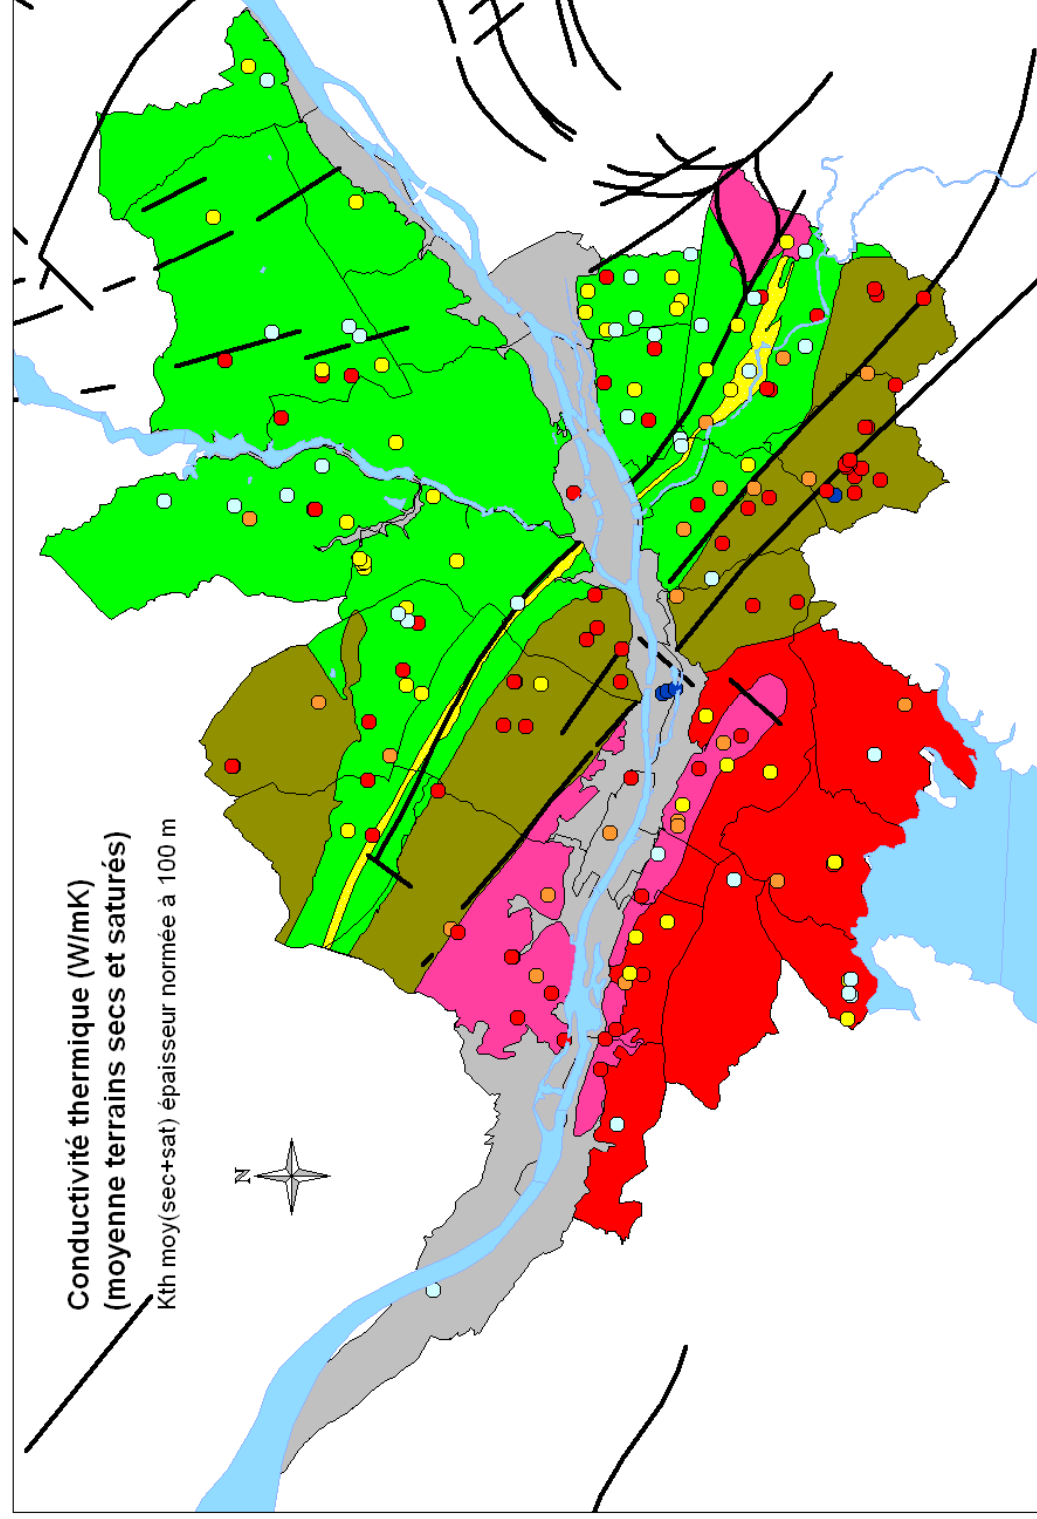 Conductivité thermique (W/mK)
(moyenne terrains secs et saturés)
Kth moy(sec+sat) épaisseur normée à 100 m
N